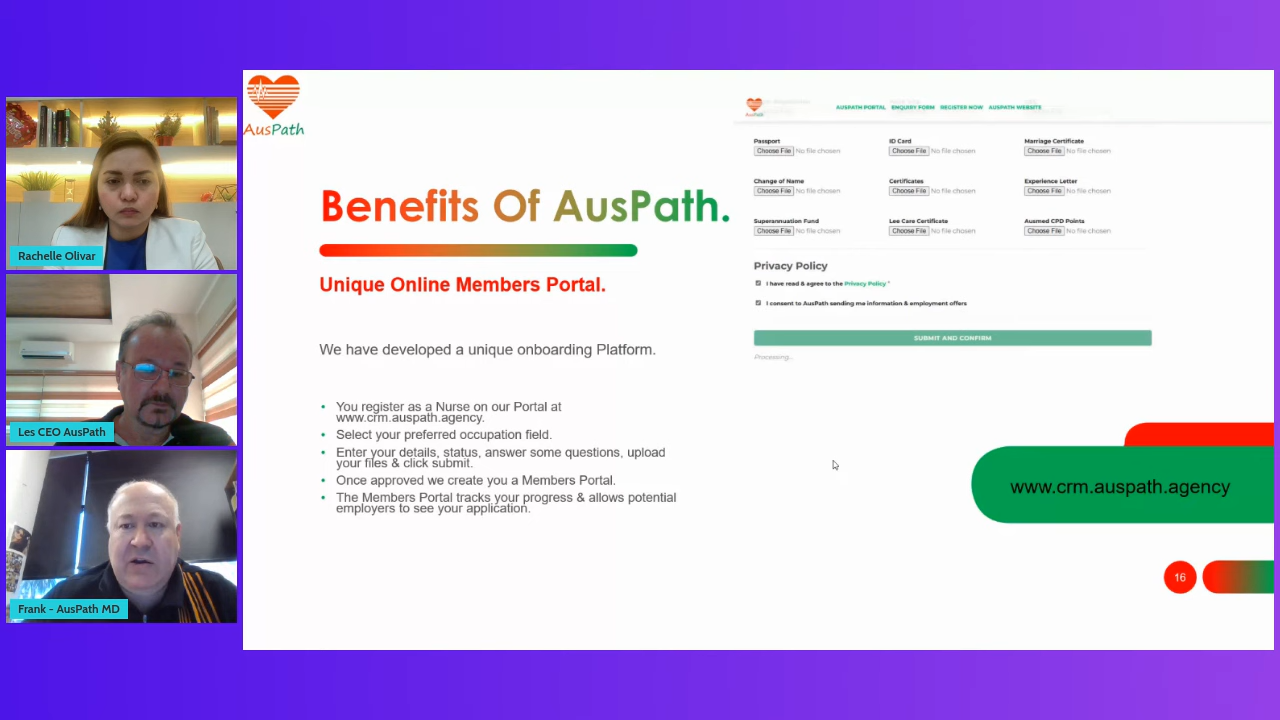 Rachelle Olivar
Les CEO AusPath
Frank - AusPath MD
AusPath
Benefits Of AusPath.
Unique Online Members Portal.
We have developed a unique onboarding Platform.
• You register as a Nurse on our Portal at
www.crm.auspath.agency.
• Select your preferred occupation field.
• Enter your details, status, answer some questions, upload
your files & click submit.
• Once approved we create you a Members Portal.
• The Members Portal tracks your progress & allows potential
employers to see your application.
AusPath
AUSPATH PORTAL ENQUIRY FORM REGISTER NOW AUSPATH WEBSITE
Passport ID Card Marriage Certificate
Choose File No file chosen Choose File No file chosen Choose File No file chosen
Change of Name Certificates Experience Letter
Choose File No file chosen Choose File No file chosen Choose File No file chosen
Superannuation Fund Lee Care Certificate Ausmed CPD Points
Choose File No file chosen Choose File No file chosen Choose File No file chosen
Privacy Policy
I have read & agree to the Privacy Policy *
I consent to AusPath sending me information & employment offers
SUBMIT AND CONFIRM
Processing...
www.crm.auspath.agency
16